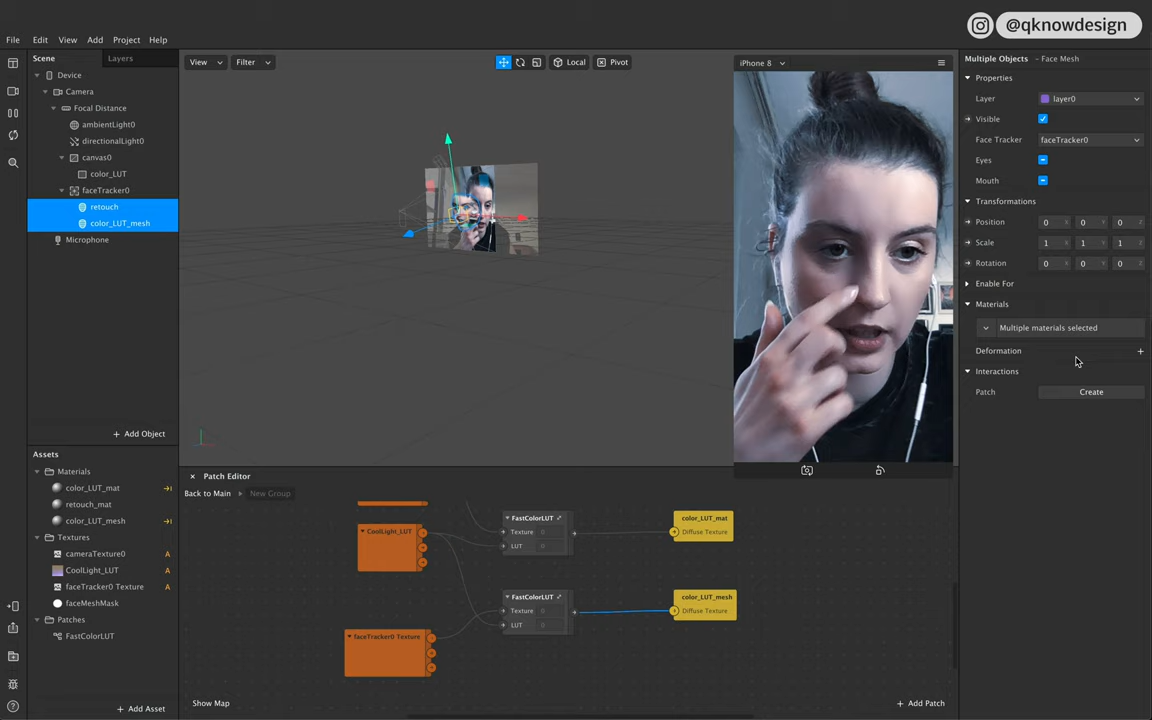 @qknowdesign
File Edit View Add Project Help
Scene Layers
Device
Camera
Focal Distance
ambientLight0
directionalLight0
canvas0
color_LUT
faceTracker0
retouch
color_LUT_mesh
Microphone
+ Add Object
Assets
Materials
color_LUT_mat
retouch_mat
color_LUT_mesh
Textures
cameraTexture0 A
CoolLight_LUT A
faceTracker0 Texture A
faceMeshMask
Patches
FastColorLUT
+ Add Asset
View Filter Local Pivot
iPhone 8
Patch Editor
Back to Main New Group
CoolLight_LUT
FastColorLUT
Texture 0
LUT 0
color_LUT_mat
Diffuse Texture
FastColorLUT
Texture 0
LUT 0
color_LUT_mesh
Diffuse Texture
faceTracker0 Texture
Show Map
+ Add Patch
Multiple Objects - Face Mesh
Properties
Layer layer0
Visible
Face Tracker faceTracker0
Eyes
Mouth
Transformations
Position 0 X 0 Y 0 Z
Scale 1 X 1 Y 1 Z
Rotation 0 X 0 Y 0 Z
Enable For
Materials
Multiple materials selected
Deformation +
Interactions
Patch Create